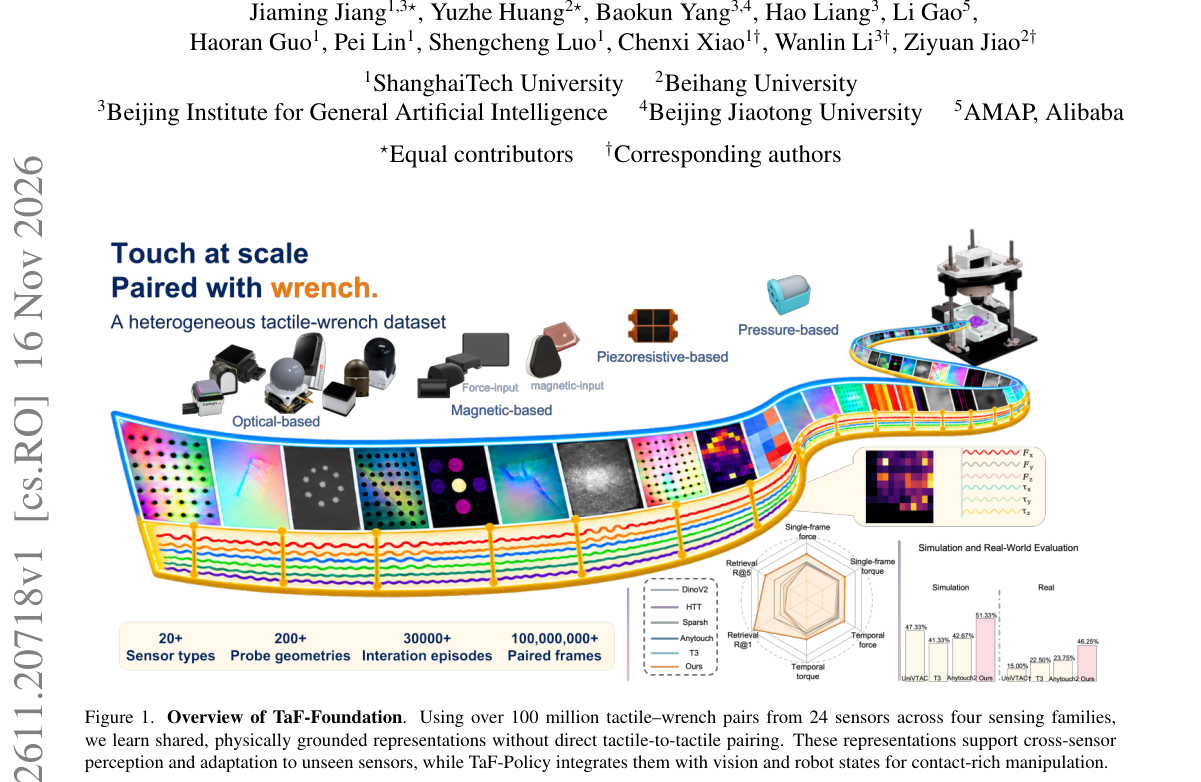 Jiaming Jiang1,3⋆, Yuzhe Huang2⋆, Baokun Yang3,4, Hao Liang3, Li Gao5,
Haoran Guo1, Pei Lin1, Shengcheng Luo1, Chenxi Xiao1†, Wanlin Li3†, Ziyuan Jiao2†
1ShanghaiTech University 2Beihang University
3Beijing Institute for General Artificial Intelligence 4Beijing Jiaotong University 5AMAP, Alibaba
⋆Equal contributors †Corresponding authors
2611.20718v1 [cs.RO] 16 Nov 2026
Touch at scale
Paired with wrench.
A heterogeneous tactile-wrench dataset
Optical-based
Force-input
magnetic-input
Magnetic-based
Piezoresistive-based
Pressure-based
Fx
Fy
Fz
τx
τy
τz
20+
Sensor types
200+
Probe geometries
30000+
Interation episodes
100,000,000+
Paired frames
DinoV2
HTT
Sparsh
Anytouch
T3
Ours
Single-frame
force
Single-frame
torque
Temporal
force
Temporal
torque
Retrieval
R@1
Retrieval
R@5
Simulation and Real-World Evaluation
Simulation
Real
47.33%
41.33%
42.67%
51.33%
UniVTAC T3 Anytouch2 Ours
15.00%
22.50%
23.75%
46.25%
UniVTAC T3 Anytouch2 Ours
Figure 1. Overview of TaF-Foundation. Using over 100 million tactile–wrench pairs from 24 sensors across four sensing families,
we learn shared, physically grounded representations without direct tactile-to-tactile pairing. These representations support cross-sensor
perception and adaptation to unseen sensors, while TaF-Policy integrates them with vision and robot states for contact-rich manipulation.